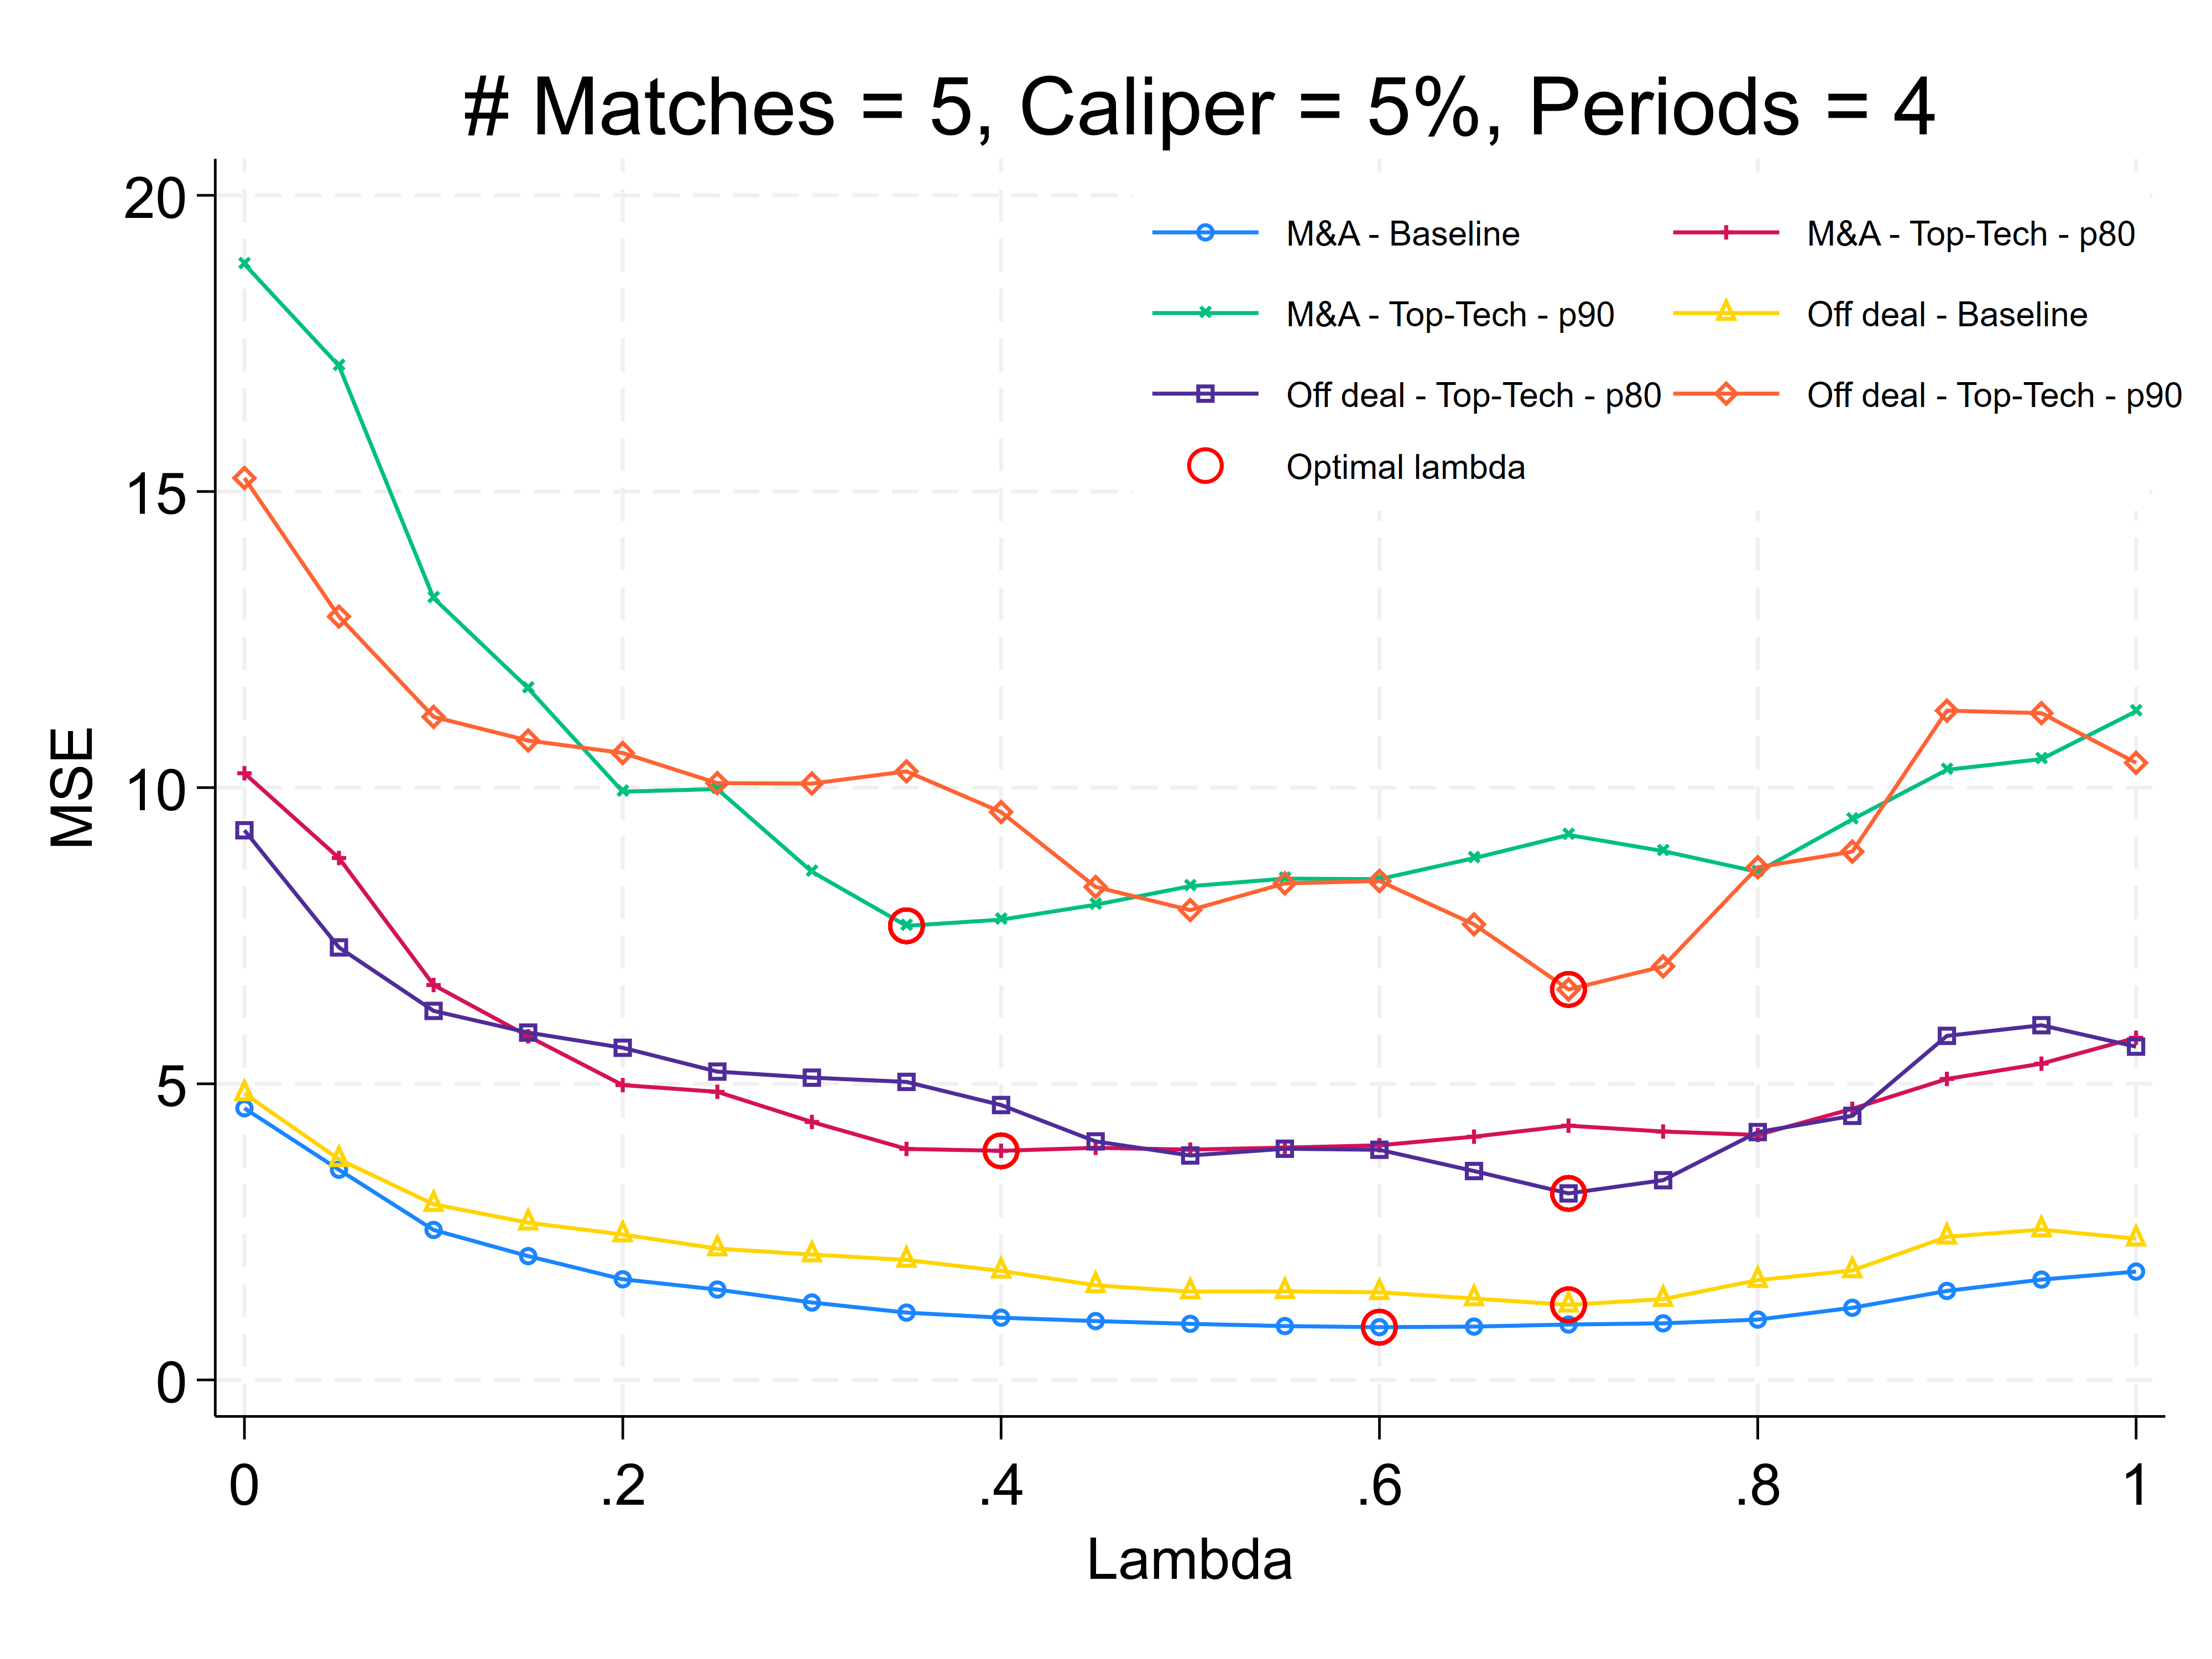 # Matches = 5, Caliper = 5%, Periods = 4
M&A - Baseline
M&A - Top-Tech - p80
M&A - Top-Tech - p90
Off deal - Baseline
Off deal - Top-Tech - p80
Off deal - Top-Tech - p90
Optimal lambda
MSE
20
15
10
5
0
0 .2 .4 .6 .8 1
Lambda